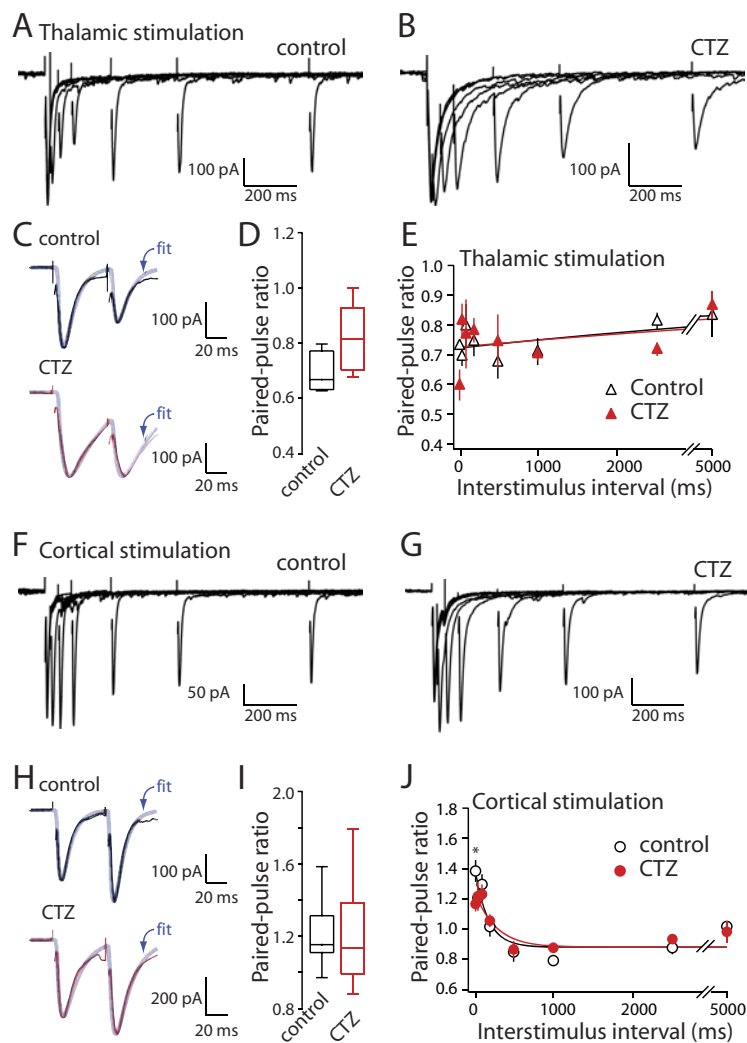 A Thalamic stimulation
control
100 pA
200 ms
B
CTZ
100 pA
200 ms
C
control
fit
100 pA
20 ms
CTZ
fit
100 pA
20 ms
D
Paired-pulse ratio
1.2
1.0
0.8
0.6
0.4
control
CTZ
E
Thalamic stimulation
Paired-pulse ratio
1.0
0.9
0.8
0.7
0.6
0.5
0.4
Control
CTZ
0 1000 2000 5000
Interstimulus interval (ms)
F Cortical stimulation
control
50 pA
200 ms
G
CTZ
100 pA
200 ms
H
control
fit
100 pA
20 ms
CTZ
fit
200 pA
20 ms
I
Paired-pulse ratio
2.0
1.6
1.2
0.8
control
CTZ
J
Cortical stimulation
Paired-pulse ratio
1.8
1.6
1.4
1.2
1.0
0.8
0.6
*
control
CTZ
0 1000 2000 5000
Interstimulus interval (ms)